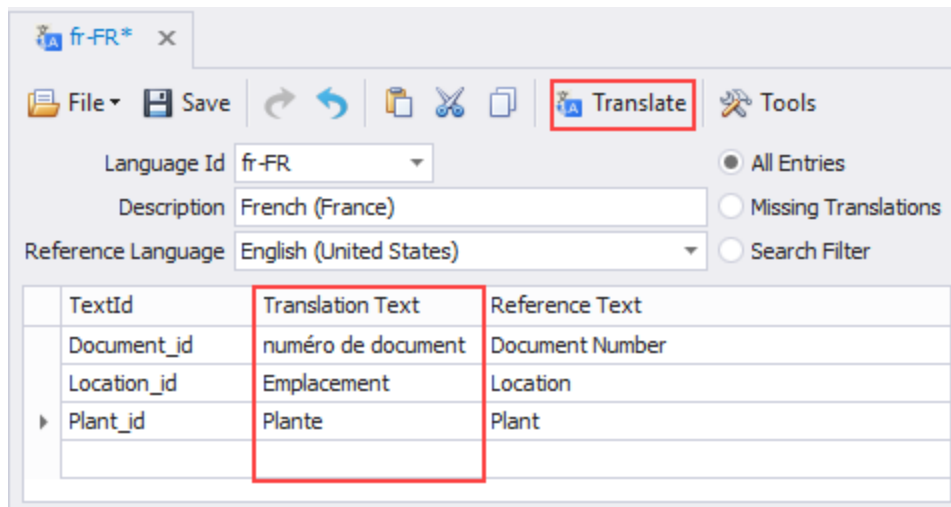 fr-FR*
File Save Translate Tools
Language Id fr-FR All Entries
Description French (France) Missing Translations
Reference Language English (United States) Search Filter
TextId Translation Text Reference Text
Document_id numéro de document Document Number
Location_id Emplacement Location
Plant_id Plante Plant